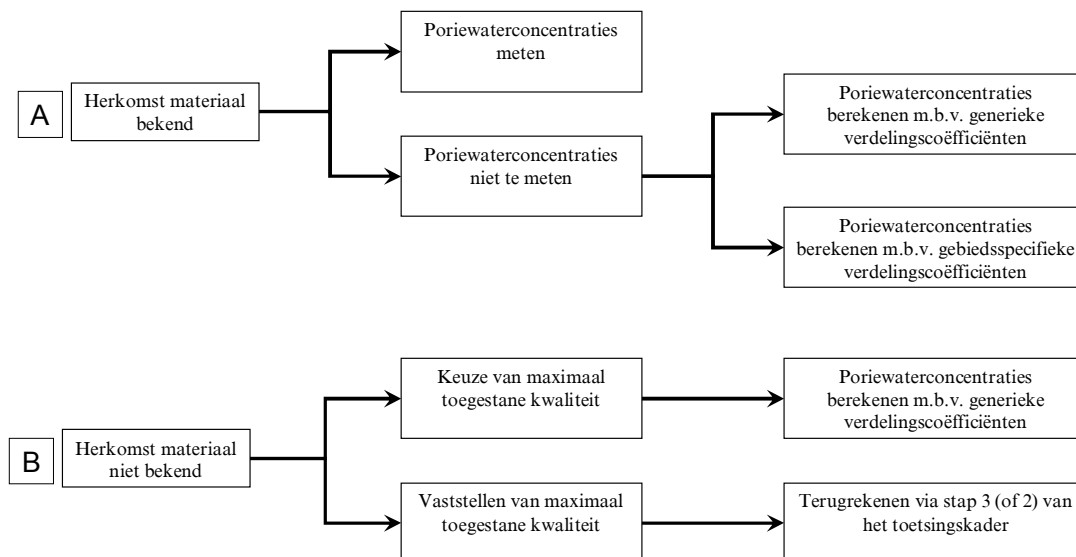 A
Herkomst materiaal
bekend
Poriewaterconcentraties
meten
Poriewaterconcentraties
niet te meten
Poriewaterconcentraties
berekenen m.b.v. generieke
verdelingscoëfficiënten
Poriewaterconcentraties
berekenen m.b.v. gebiedsspecifieke
verdelingscoëfficiënten
B
Herkomst materiaal
niet bekend
Keuze van maximaal
toegestane kwaliteit
Poriewaterconcentraties
berekenen m.b.v. generieke
verdelingscoëfficiënten
Vaststellen van maximaal
toegestane kwaliteit
Terugrekenen via stap 3 (of 2) van
het toetsingskader